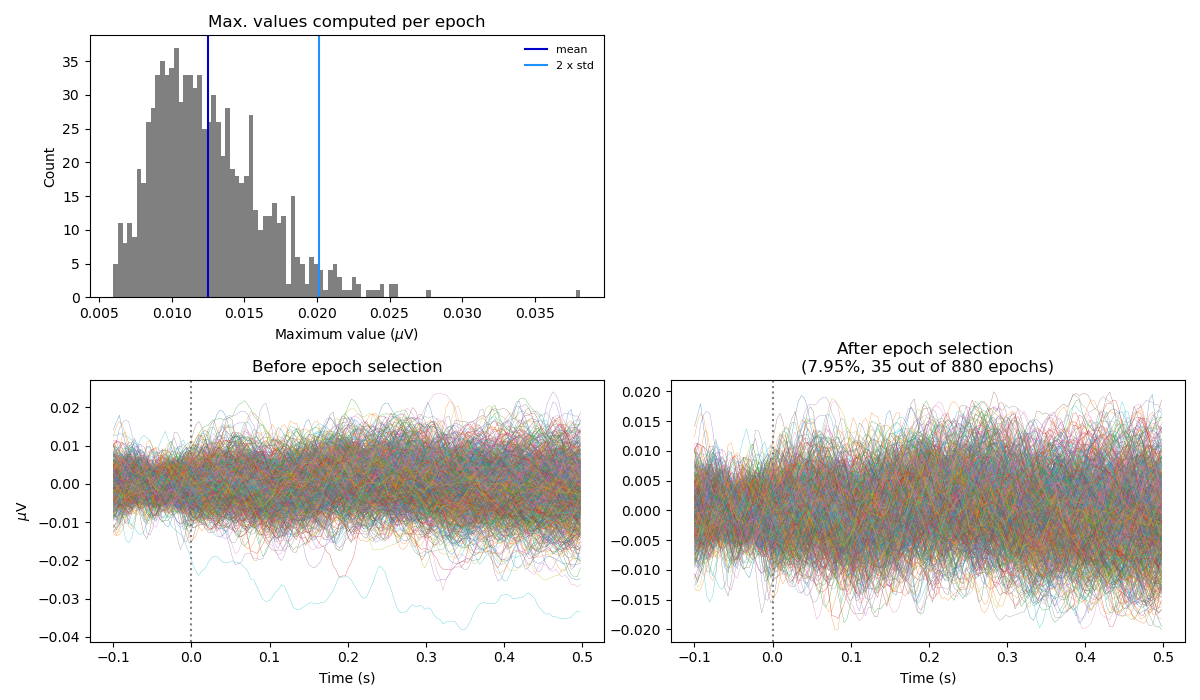 Max. values computed per epoch
mean
2 x std
35
30
25
20
15
10
5
0
Count
0.005 0.010 0.015 0.020 0.025 0.030 0.035
Maximum value (μV)
Before epoch selection
0.02
0.01
0.00
−0.01
−0.02
−0.03
−0.04
μV
−0.1 0.0 0.1 0.2 0.3 0.4 0.5
Time (s)
After epoch selection
(7.95%, 35 out of 880 epochs)
0.020
0.015
0.010
0.005
0.000
−0.005
−0.010
−0.015
−0.020
−0.1 0.0 0.1 0.2 0.3 0.4 0.5
Time (s)